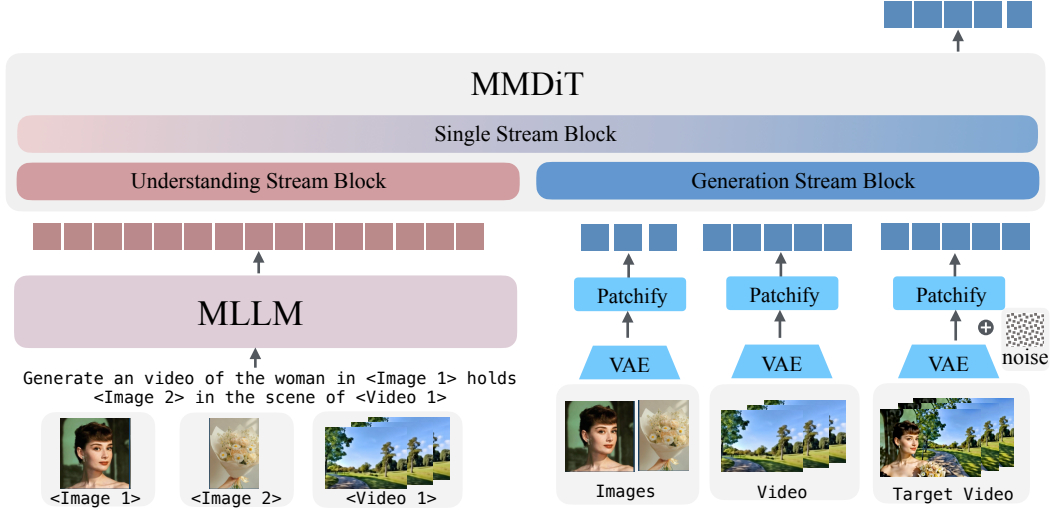 MMDiT
Single Stream Block
Understanding Stream Block
Generation Stream Block
MLLM
Generate an video of the woman in <Image 1> holds
<Image 2> in the scene of <Video 1>
<Image 1>
<Image 2>
<Video 1>
Patchify
Patchify
Patchify
noise
VAE
VAE
VAE
Images
Video
Target Video